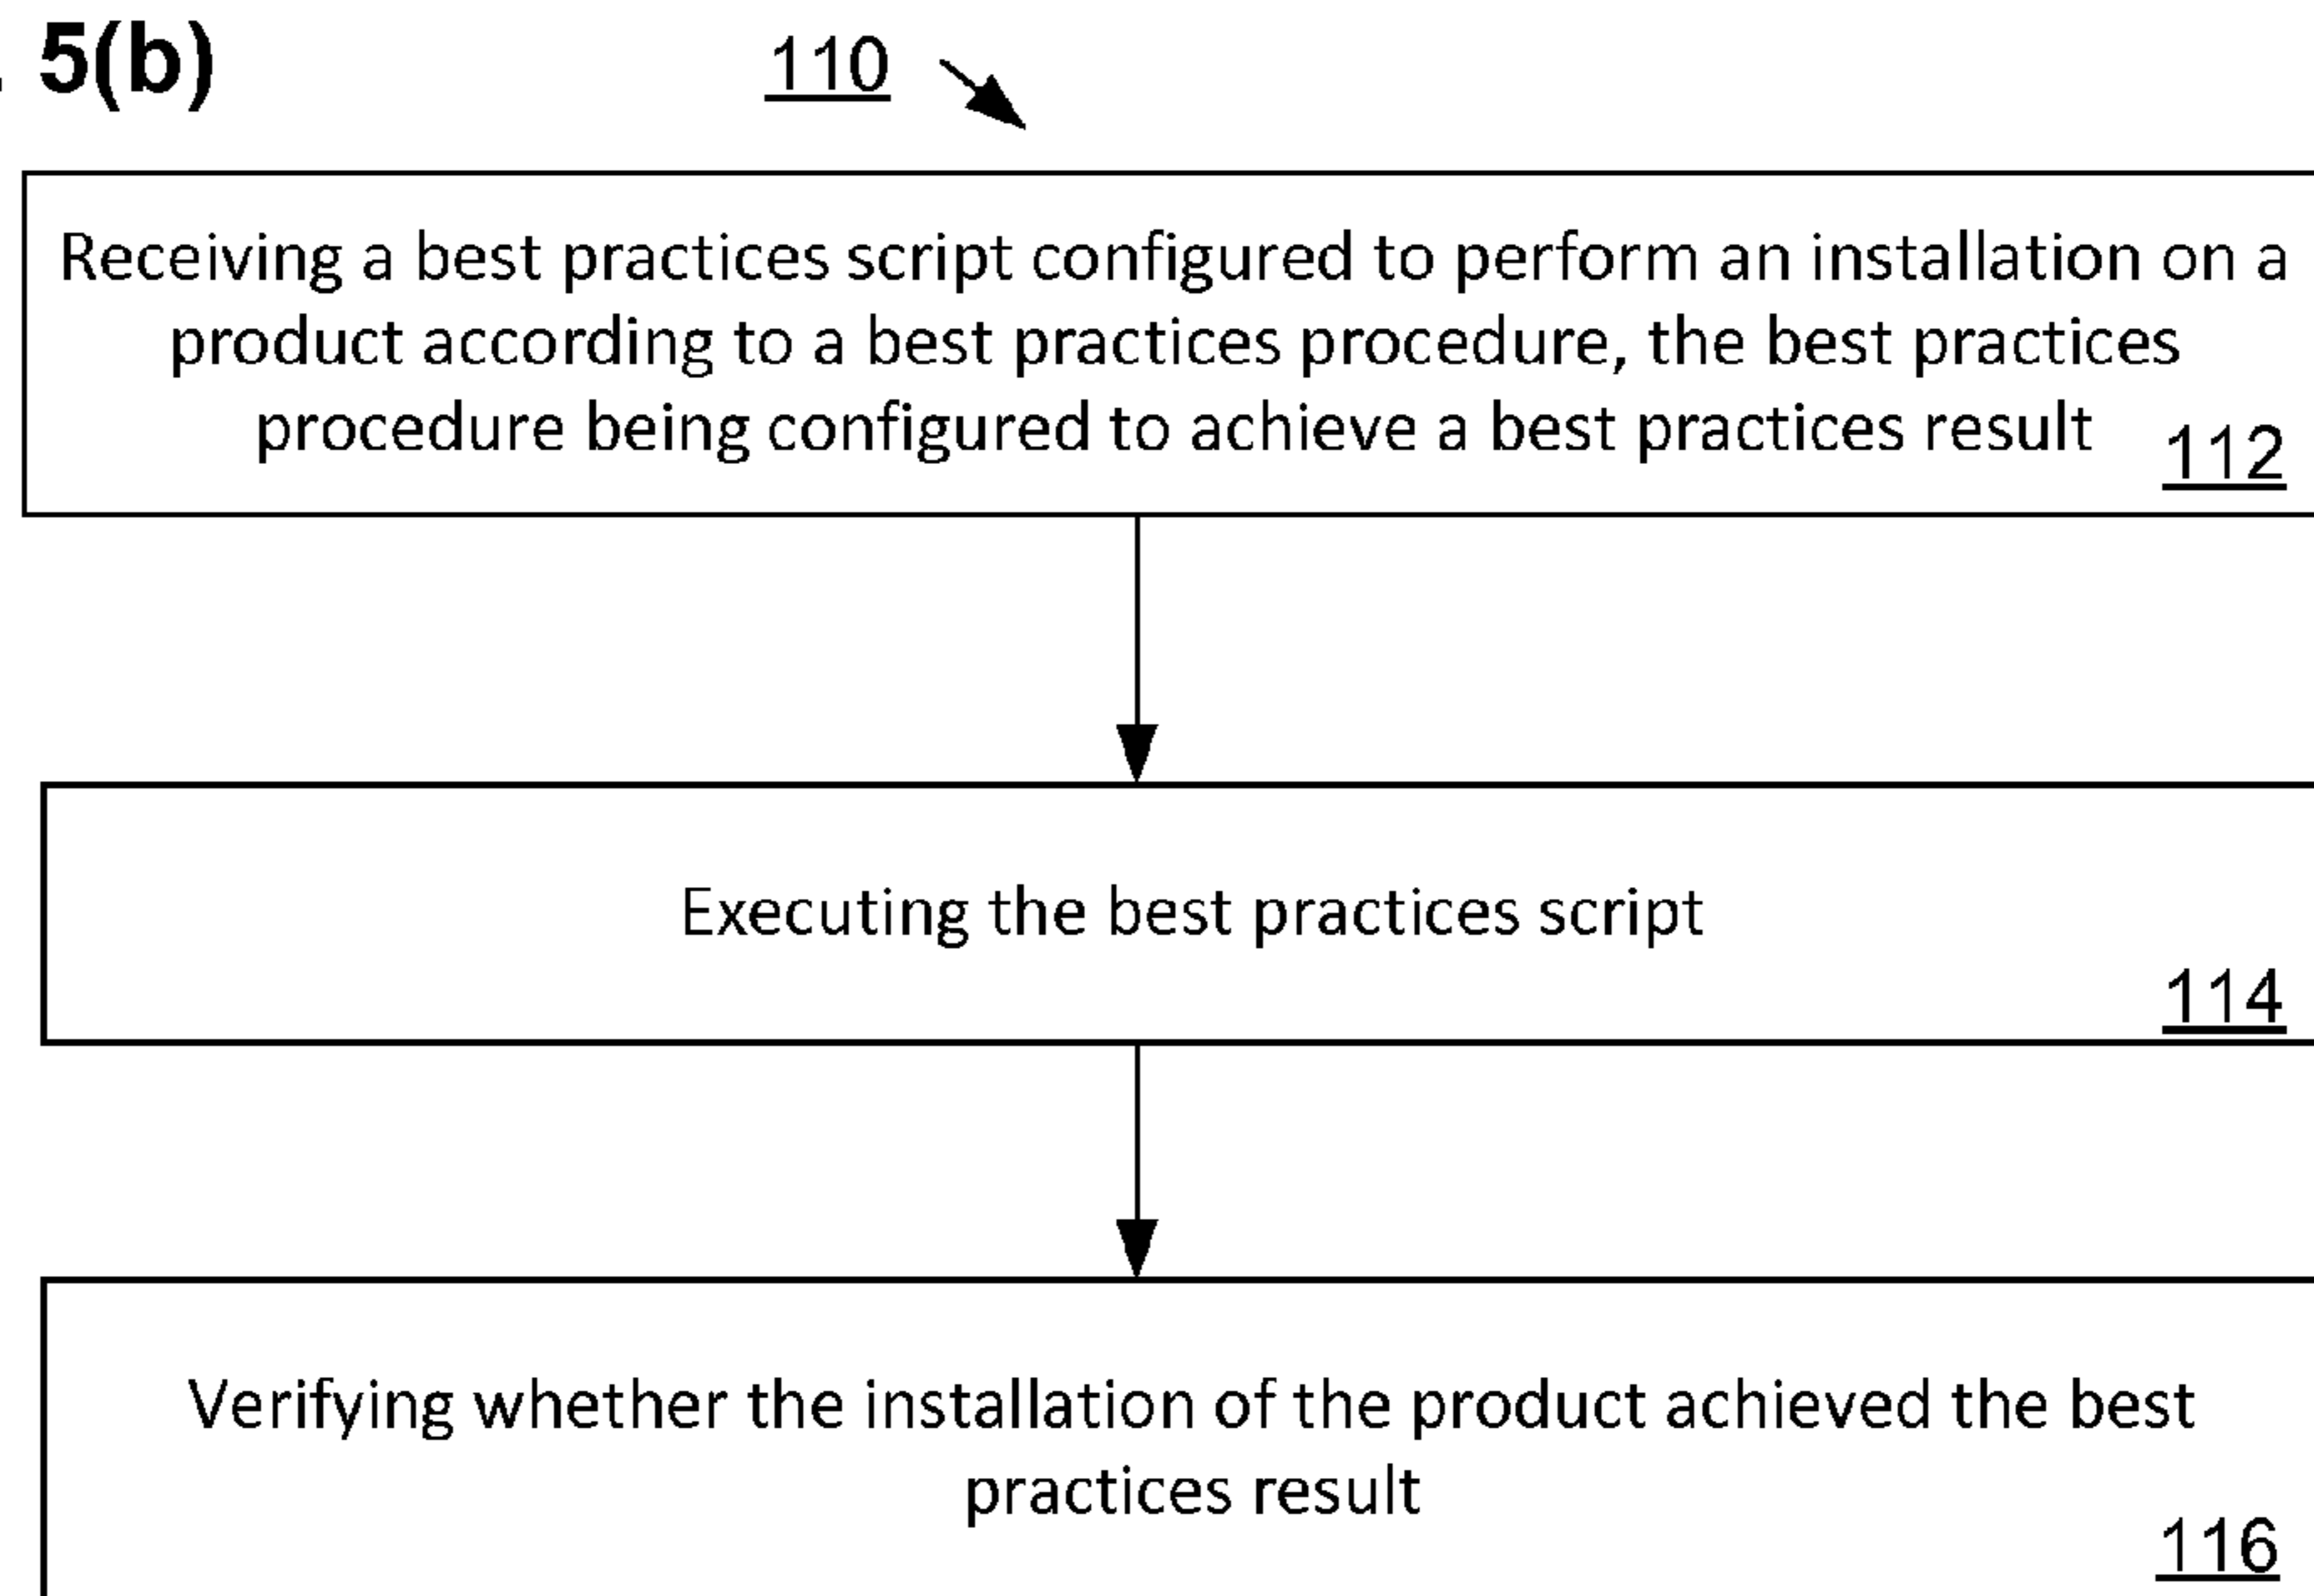 . 5(b)
110
Receiving a best practices script configured to perform an installation on a
product according to a best practices procedure, the best practices
procedure being configured to achieve a best practices result
112
Executing the best practices script
114
Verifying whether the installation of the product achieved the best
practices result
116